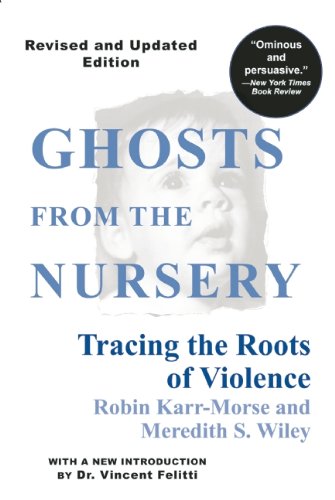 Revised and Updated
Edition
"Ominous
and
persuasive."
—New York Times
Book Review
GHOSTS
FROM THE
NURSERY
Tracing the Roots
of Violence
Robin Karr-Morse and
Meredith S. Wiley
WITH A NEW INTRODUCTION
BY Dr. Vincent Felitti